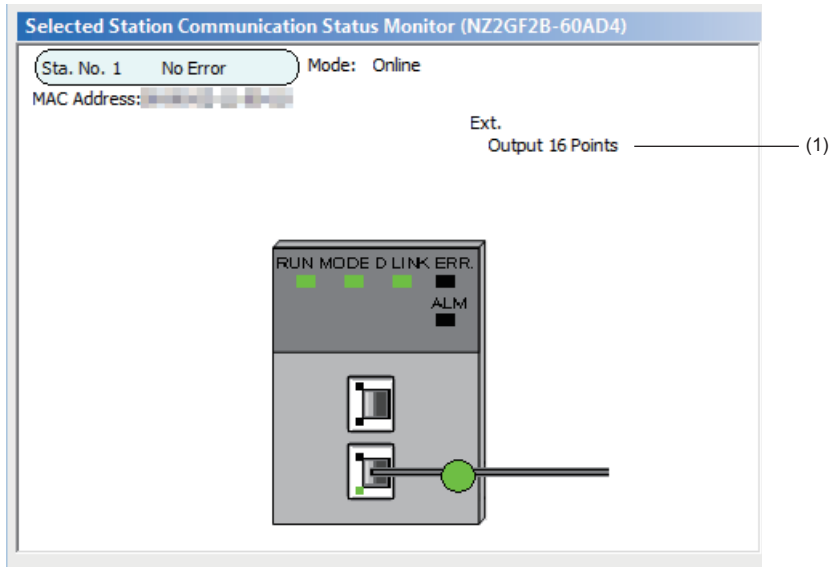 Selected Station Communication Status Monitor (NZ2GF2B-60AD4)
Sta. No. 1 No Error Mode: Online
MAC Address:
Ext.
Output 16 Points (1)
RUN MODE D LINK ERR.
ALM